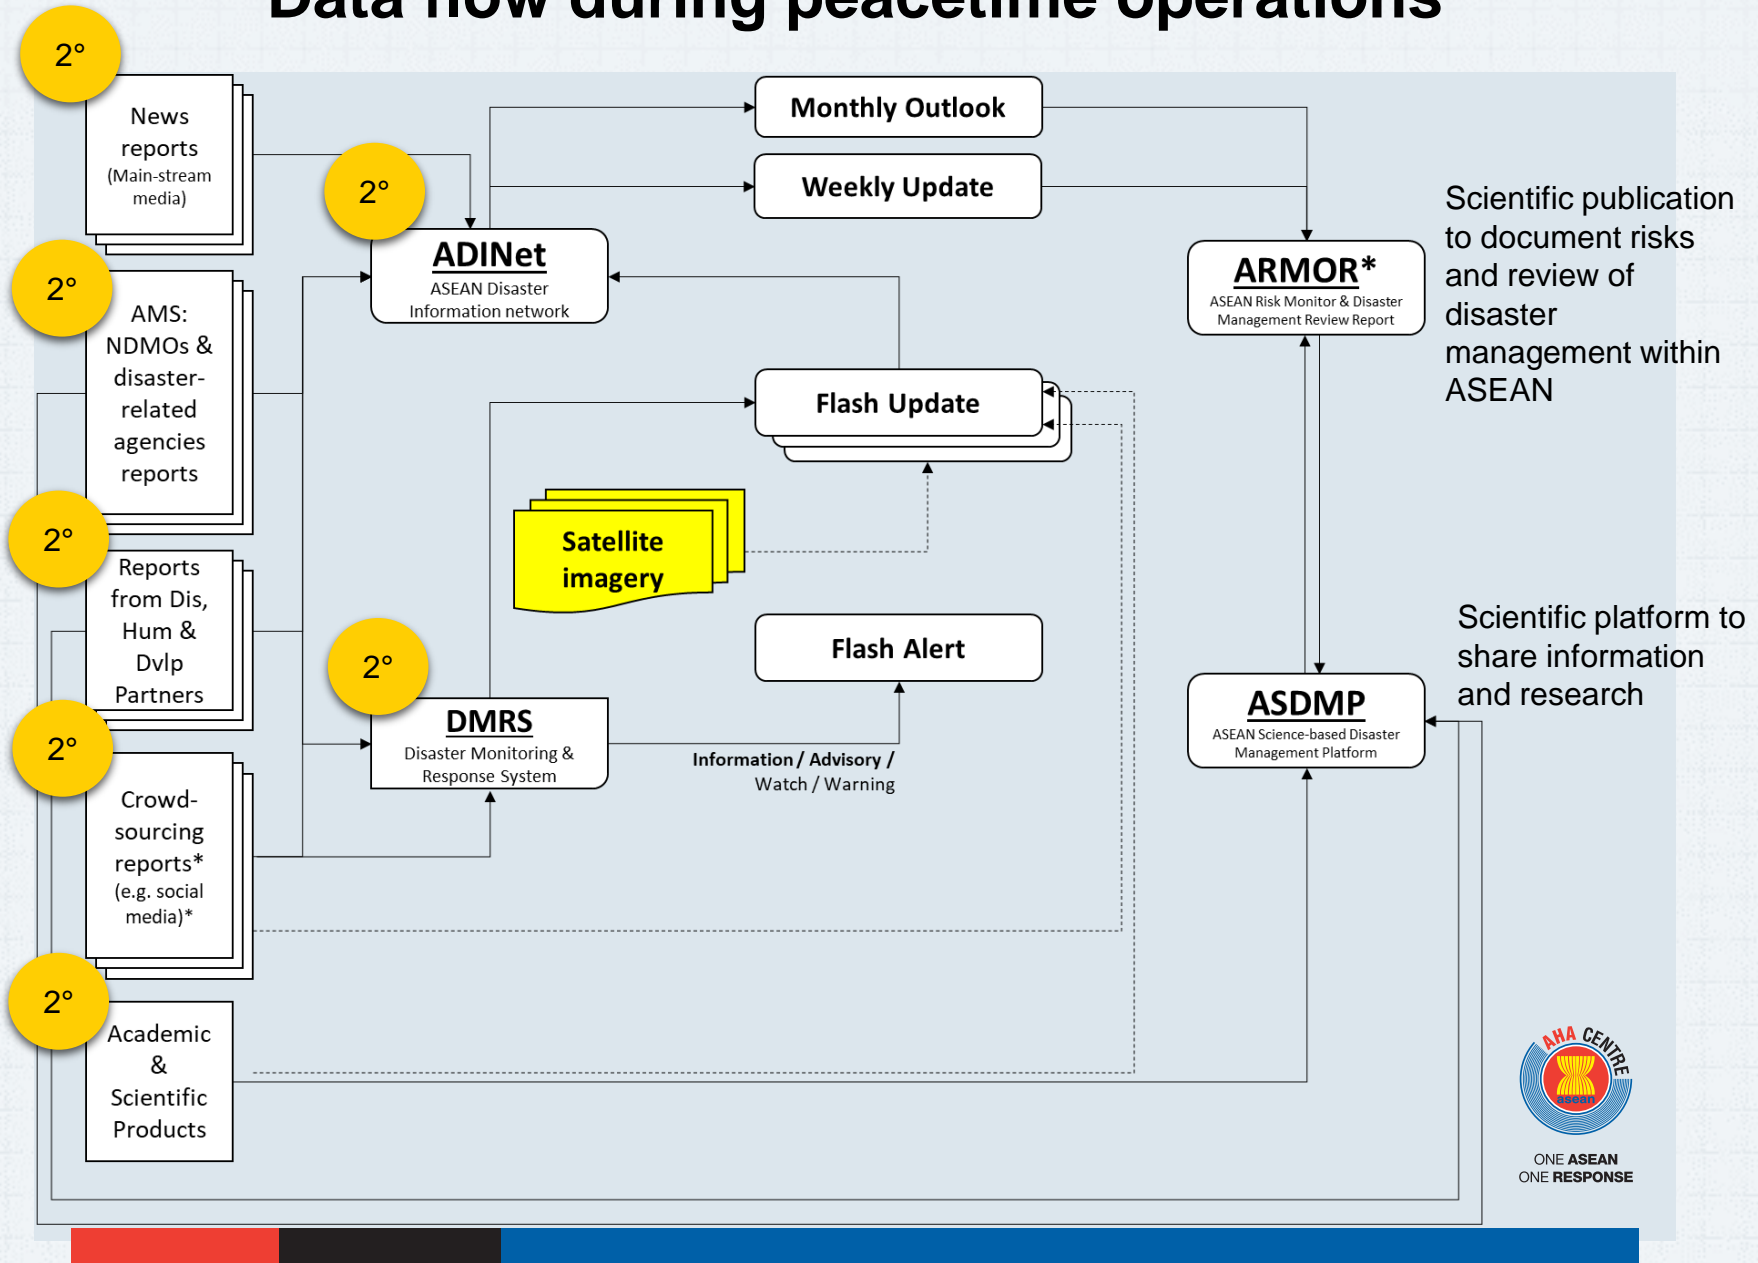 Data flow during peacetime operations
2°
News
reports
(Main-stream
media)
2°
AMS:
NDMOs &
disaster-
related
agencies
reports
2°
Reports
from Dis,
Hum &
Dvlp
Partners
2°
Crowd-
sourcing
reports*
(e.g. social
media)*
2°
Academic
&
Scientific
Products
2°
ADINet
ASEAN Disaster
Information network
2°
DMRS
Disaster Monitoring &
Response System
Monthly Outlook
Weekly Update
Flash Update
Satellite
imagery
Flash Alert
Information / Advisory /
Watch / Warning
ARMOR*
ASEAN Risk Monitor & Disaster
Management Review Report
ASDMP
ASEAN Science-based Disaster
Management Platform
Scientific publication
to document risks
and review of
disaster
management within
ASEAN
Scientific platform to
share information
and research
AHA CENTRE
asean
ONE ASEAN
ONE RESPONSE